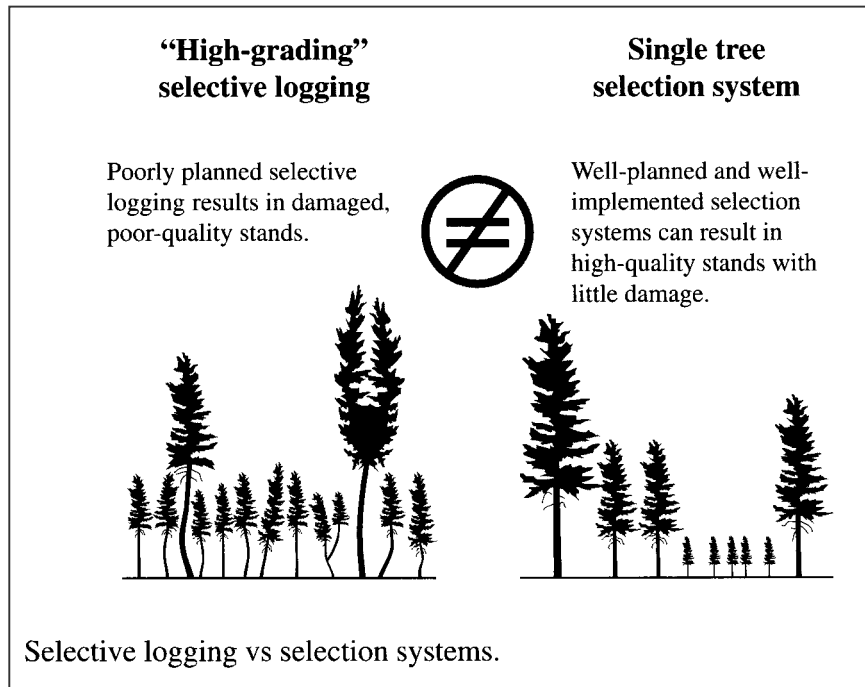 “High-grading”
selective logging
Poorly planned selective
logging results in damaged,
poor-quality stands.
≠
Single tree
selection system
Well-planned and well-
implemented selection
systems can result in
high-quality stands with
little damage.
Selective logging vs selection systems.